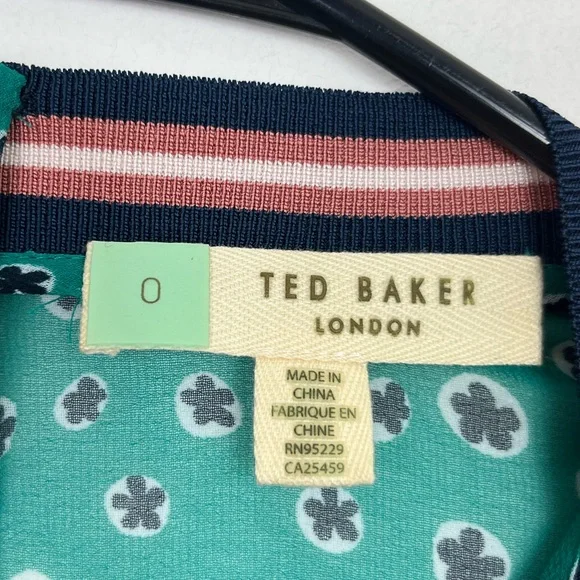 0
TED BAKER
LONDON
MADE IN
CHINA
FABRIQUE EN
CHINE
RN95229
CA25459